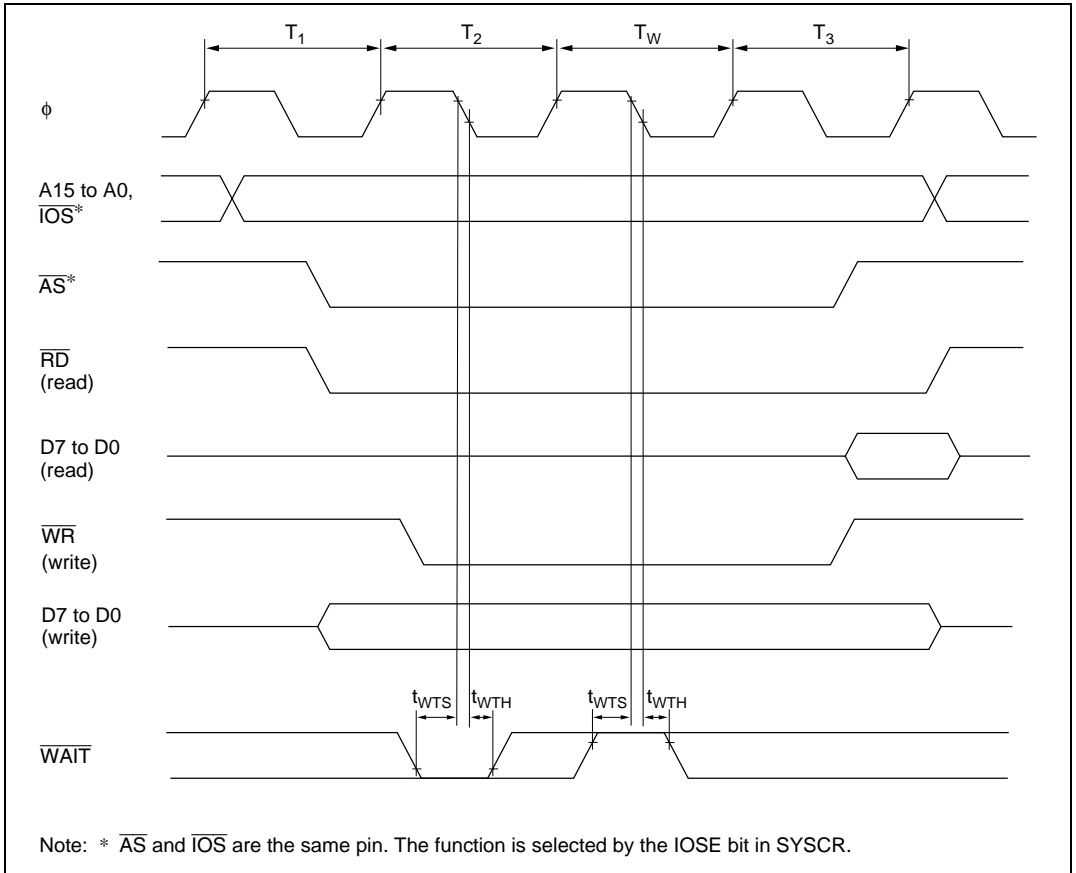 T1 T2 TW T3
ϕ
A15 to A0,
IOS*
AS*
RD
(read)
D7 to D0
(read)
WR
(write)
D7 to D0
(write)
tWTS tWTH tWTS tWTH
WAIT
Note: * AS and IOS are the same pin. The function is selected by the IOSE bit in SYSCR.